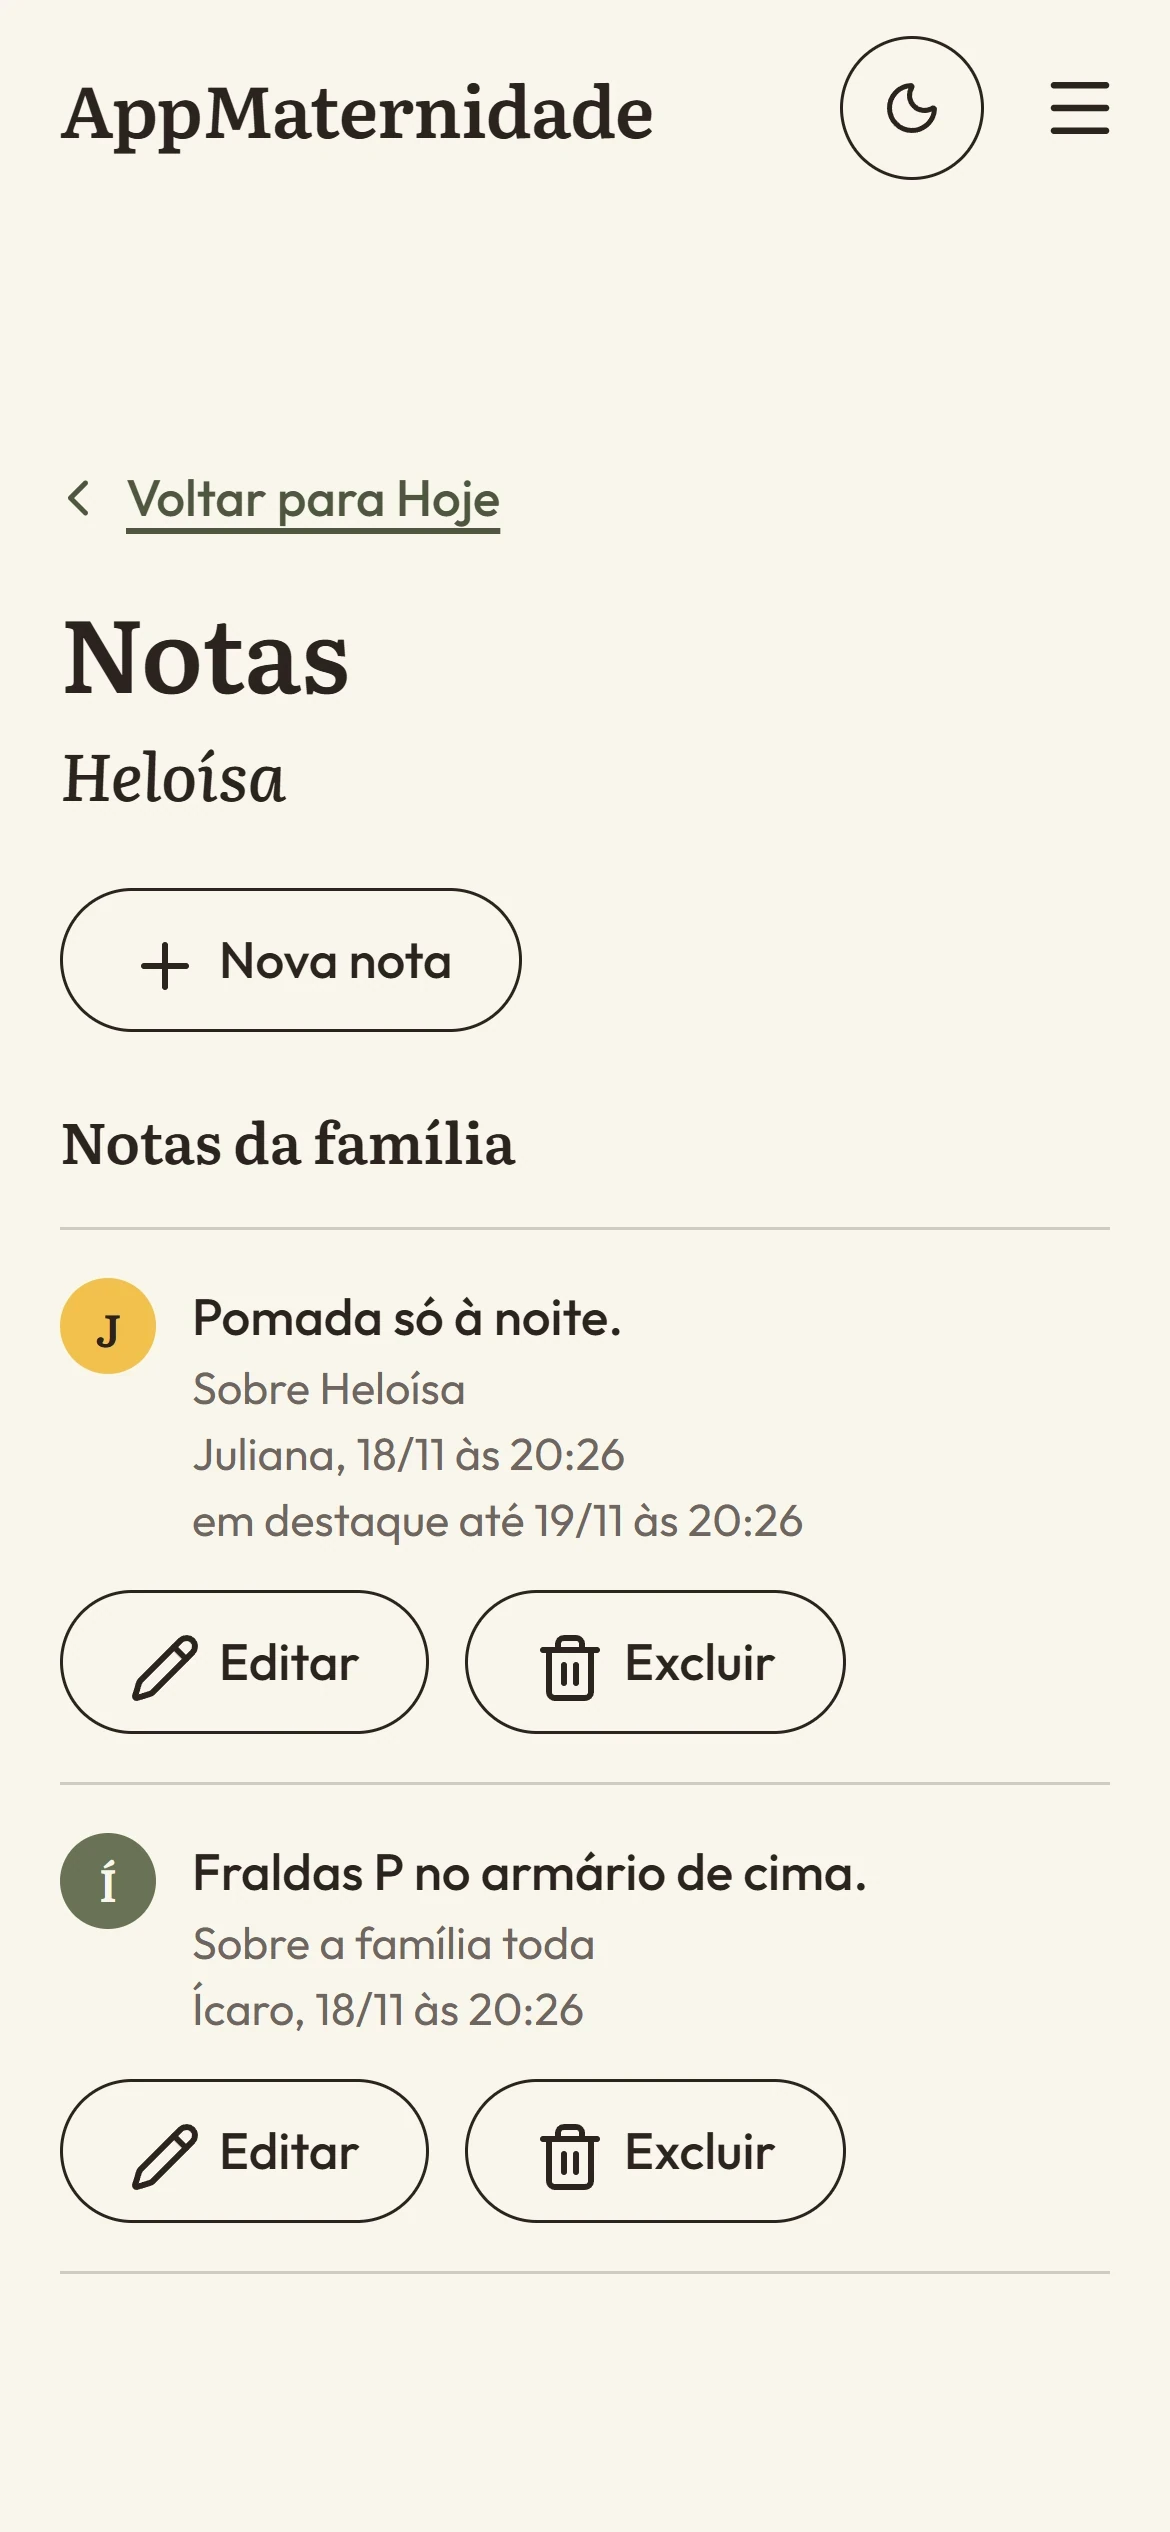 AppMaternidade
Voltar para Hoje
Notas
Heloísa
Nova nota
Notas da família
J
Pomada só à noite.
Sobre Heloísa
Juliana, 18/11 às 20:26
em destaque até 19/11 às 20:26
Editar
Excluir
Í
Fraldas P no armário de cima.
Sobre a família toda
Ícaro, 18/11 às 20:26
Editar
Excluir